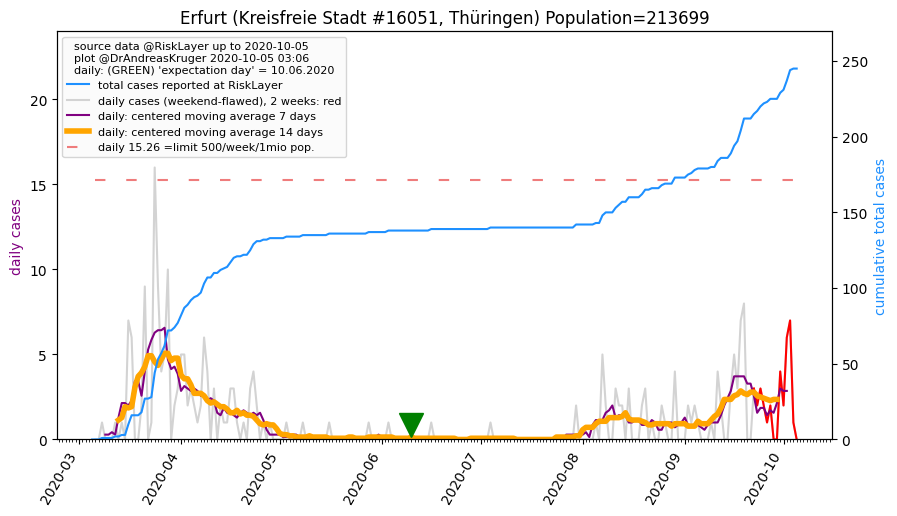 Erfurt (Kreisfreie Stadt #16051, Thüringen) Population=213699
source data @RiskLayer up to 2020-10-05
plot @DrAndreasKruger 2020-10-05 03:06
daily: (GREEN) 'expectation day' = 10.06.2020
total cases reported at RiskLayer
daily cases (weekend-flawed), 2 weeks: red
daily: centered moving average 7 days
daily: centered moving average 14 days
daily 15.26 =limit 500/week/1mio pop.
daily cases
20
15
10
5
0
cumulative total cases
250
200
150
100
50
0
2020-03
2020-04
2020-05
2020-06
2020-07
2020-08
2020-09
2020-10